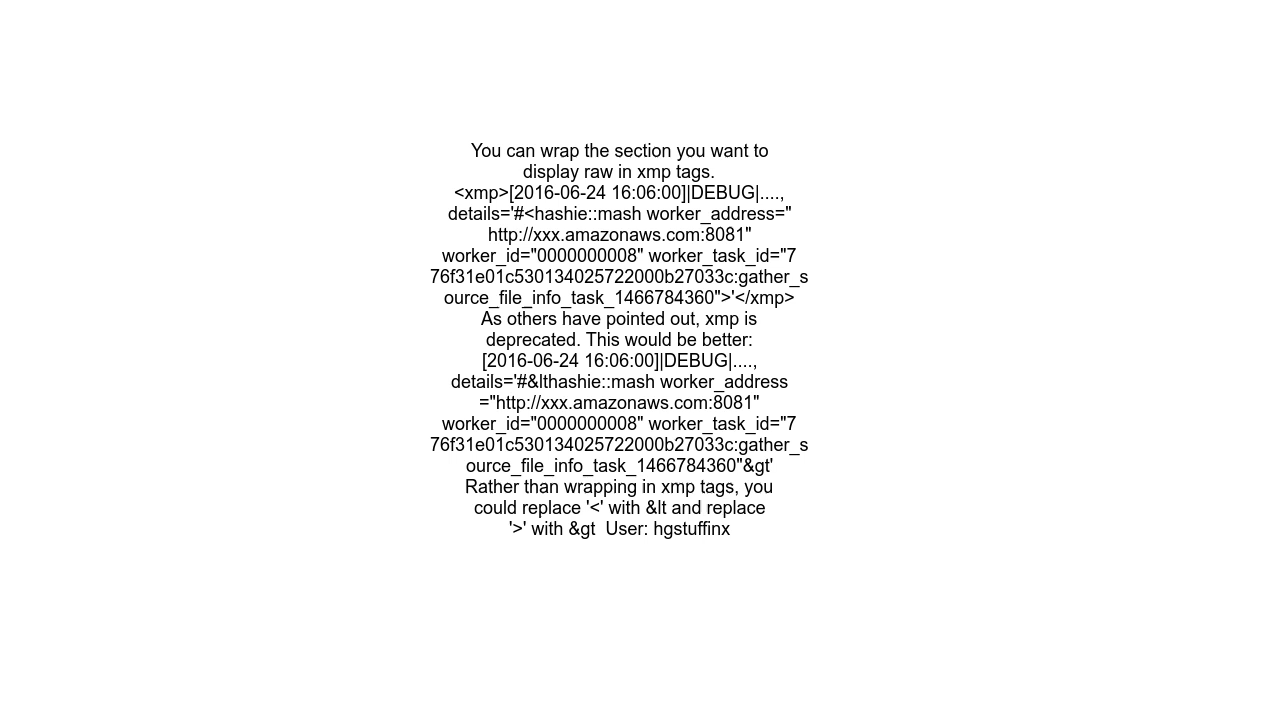 You can wrap the section you want to
display raw in xmp tags.
<xmp>[2016-06-24 16:06:00]|DEBUG|....,
details='#<hashie::mash worker_address="
http://xxx.amazonaws.com:8081"
worker_id="0000000008" worker_task_id="7
76f31e01c530134025722000b27033c:gather_s
ource_file_info_task_1466784360">'</xmp>
As others have pointed out, xmp is
deprecated. This would be better:
[2016-06-24 16:06:00]|DEBUG|....,
details='#&lthashie::mash worker_address
="http://xxx.amazonaws.com:8081"
worker_id="0000000008" worker_task_id="7
76f31e01c530134025722000b27033c:gather_s
ource_file_info_task_1466784360"&gt'
Rather than wrapping in xmp tags, you
could replace '<' with &lt and replace
'>' with &gt  User: hgstuffinx